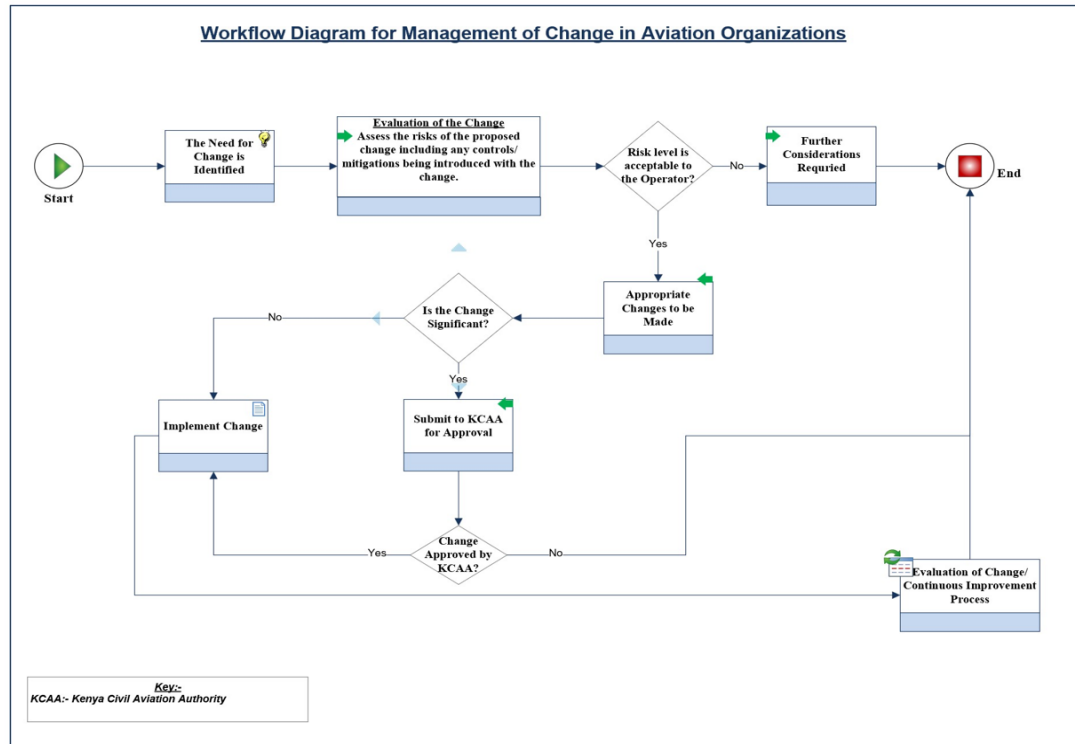 Workflow Diagram for Management of Change in Aviation Organizations
Start
The Need for
Change is
Identified
Evaluation of the Change
Assess the risks of the proposed
change including any controls/
mitigations being introduced with the
change.
Risk level is
acceptable to
the Operator?
No
Further
Considerations
Requried
End
Yes
Appropriate
Changes to be
Made
Is the Change
Significant?
No
Yes
Implement Change
Submit to KCAA
for Approval
Change
Approved by
KCAA?
Yes
No
Evaluation of Change/
Continuous Improvement
Process
Key:-
KCAA:- Kenya Civil Aviation Authority